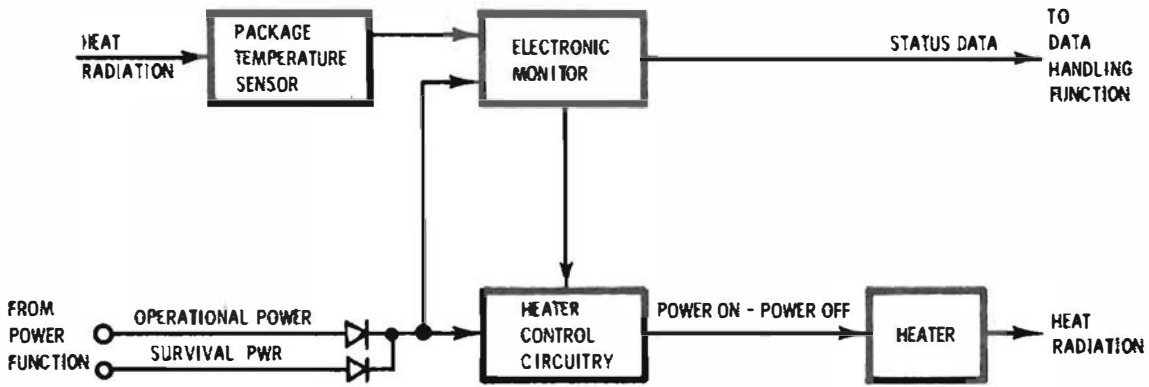 HEAT
RADIATION
PACKAGE
TEMPERATURE
SENSOR
ELECTRONIC
MONITOR
STATUS DATA
TO
DATA
HANDLING
FUNCTION
FROM
POWER
FUNCTION
OPERATIONAL POWER
SURVIVAL PWR
HEATER
CONTROL
CIRCUITRY
POWER ON - POWER OFF
HEATER
HEAT
RADIATION